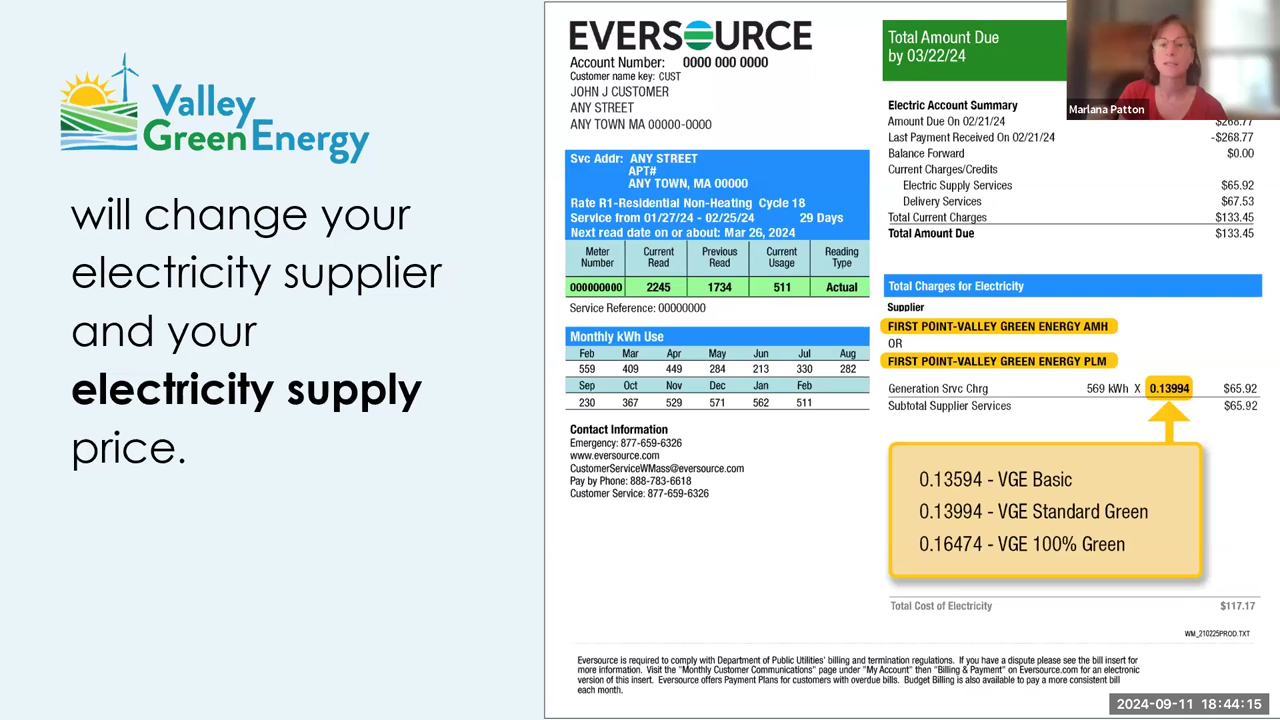 Valley
Green Energy
will change your
electricity supplier
and your
electricity supply
price.
EVERSOURCE
Account Number: 0000 000 0000
Customer name key: CUST
JOHN J CUSTOMER
ANY STREET
ANY TOWN MA 00000-0000
Svc Addr: ANY STREET
APT#
ANY TOWN, MA 00000
Rate R1-Residential Non-Heating Cycle 18
Service from 01/27/24 - 02/25/24 29 Days
Next read date on or about: Mar 26, 2024
Meter Number Current Read Previous Read Current Usage Reading Type
000000000 2245 1734 511 Actual
Service Reference: 00000000
Monthly kWh Use
Feb Mar Apr May Jun Jul Aug
559 409 449 284 213 330 282
Sep Oct Nov Dec Jan Feb
230 367 529 571 562 511
Contact Information
Emergency: 877-659-6326
www.eversource.com
CustomerServiceWMass@eversource.com
Pay by Phone: 888-783-6618
Customer Service: 877-659-6326
Total Amount Due
by 03/22/24
Marlana Patton
Electric Account Summary
Amount Due On 02/21/24 $268.77
Last Payment Received On 02/21/24 -$268.77
Balance Forward $0.00
Current Charges/Credits
Electric Supply Services $65.92
Delivery Services $67.53
Total Current Charges $133.45
Total Amount Due $133.45
Total Charges for Electricity
Supplier
FIRST POINT-VALLEY GREEN ENERGY AMH
OR
FIRST POINT-VALLEY GREEN ENERGY PLM
Generation Srvc Chrg 569 kWh X 0.13994 $65.92
Subtotal Supplier Services $65.92
0.13594 - VGE Basic
0.13994 - VGE Standard Green
0.16474 - VGE 100% Green
Total Cost of Electricity $117.17
WM_210225PROD.TXT
Eversource is required to comply with Department of Public Utilities' billing and termination regulations. If you have a dispute please see the bill insert for
more information. Visit the "Monthly Customer Communications" page under "My Account" then "Billing & Payment" on Eversource.com for an electronic
version of this insert. Eversource offers Payment Plans for customers with overdue bills. Budget Billing is also available to pay a more consistent bill
each month.
2024-09-11 18:44:15